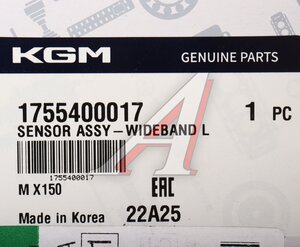 KGM
GENUINE PARTS
1755400017
1 PC
SENSOR ASSY-WIDEBAND L
1755400017
M X150
EAC
Made in Korea
22A25